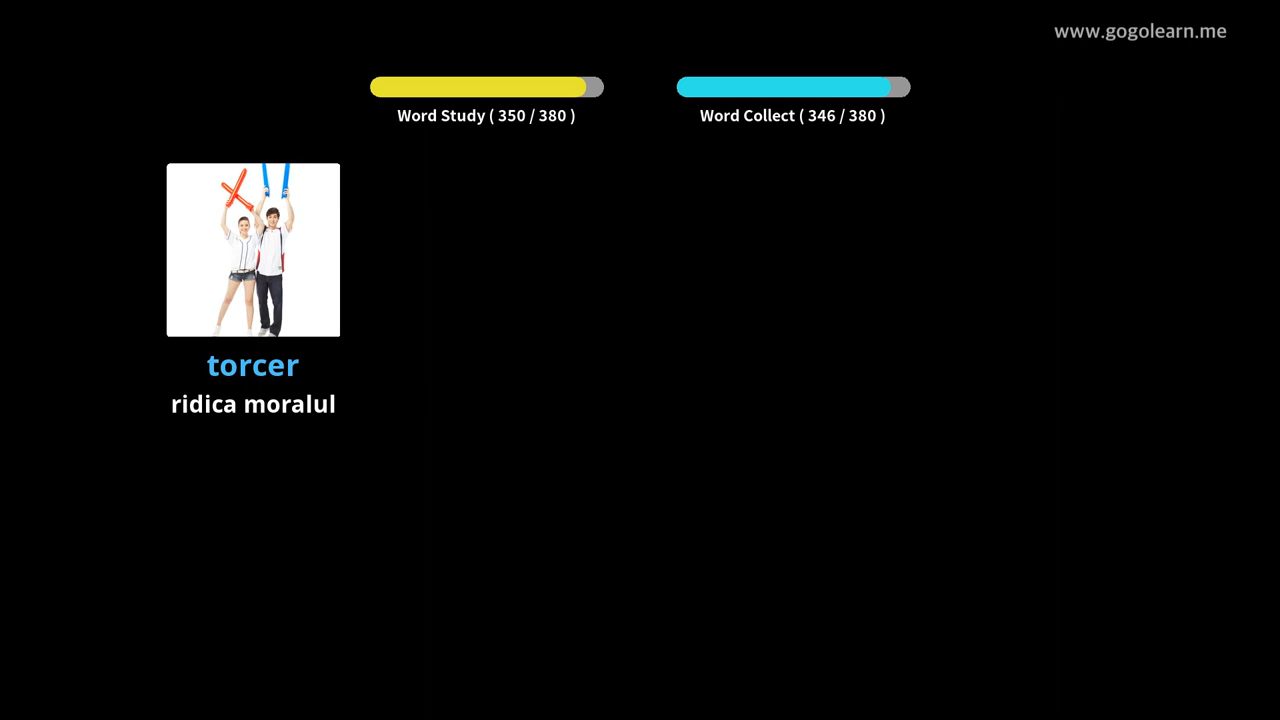 www.gogolearn.me
Word Study ( 350 / 380 )
Word Collect ( 346 / 380 )
torcer
ridica moralul